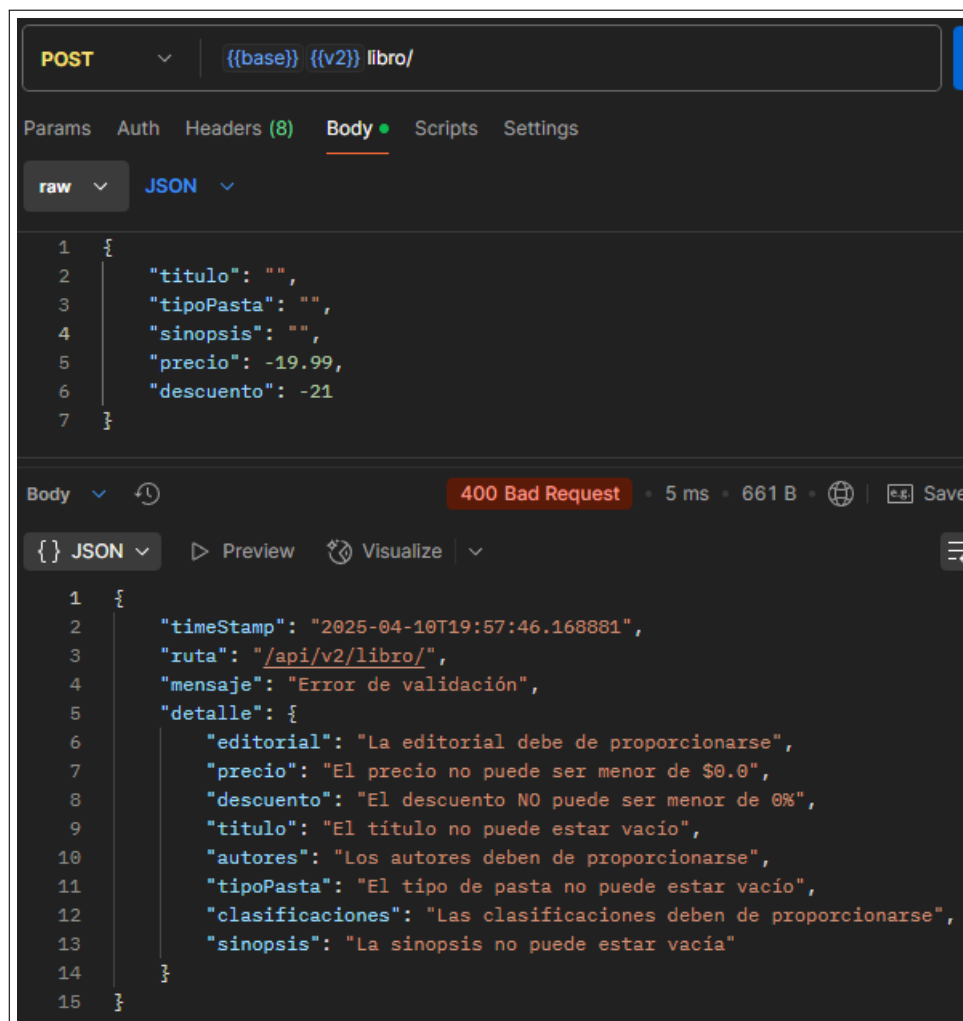 POST {{base}} {{v2}} libro/
Params Auth Headers (8) Body Scripts Settings
raw JSON
1 {
2 "titulo": "",
3 "tipoPasta": "",
4 "sinopsis": "",
5 "precio": -19.99,
6 "descuento": -21
7 }
Body 400 Bad Request 5 ms 661 B e.g. Save
{} JSON Preview Visualize
1 {
2 "timeStamp": "2025-04-10T19:57:46.168881",
3 "ruta": "/api/v2/libro/",
4 "mensaje": "Error de validación",
5 "detalle": {
6 "editorial": "La editorial debe de proporcionarse",
7 "precio": "El precio no puede ser menor de $0.0",
8 "descuento": "El descuento NO puede ser menor de 0%",
9 "titulo": "El título no puede estar vacío",
10 "autores": "Los autores deben de proporcionarse",
11 "tipoPasta": "El tipo de pasta no puede estar vacío",
12 "clasificaciones": "Las clasificaciones deben de proporcionarse",
13 "sinopsis": "La sinopsis no puede estar vacía"
14 }
15 }